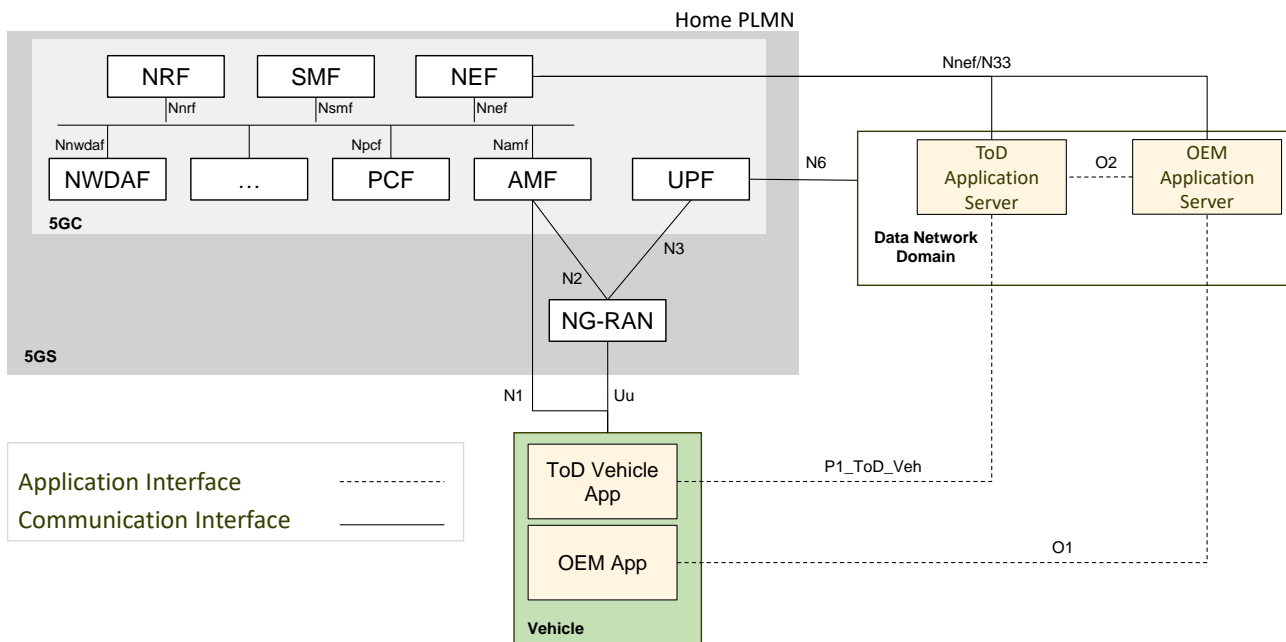 Home PLMN
NRF
SMF
NEF
Nnef/N33
Nnrf
Nsmf
Nnef
Nnwdaf
Npcf
Namf
NWDAF
...
PCF
AMF
UPF
N6
ToD
Application
Server
O2
OEM
Application
Server
5GC
Data Network
Domain
N3
N2
NG-RAN
5GS
N1
Uu
ToD Vehicle
App
P1_ToD_Veh
Application Interface
Communication Interface
OEM App
O1
Vehicle